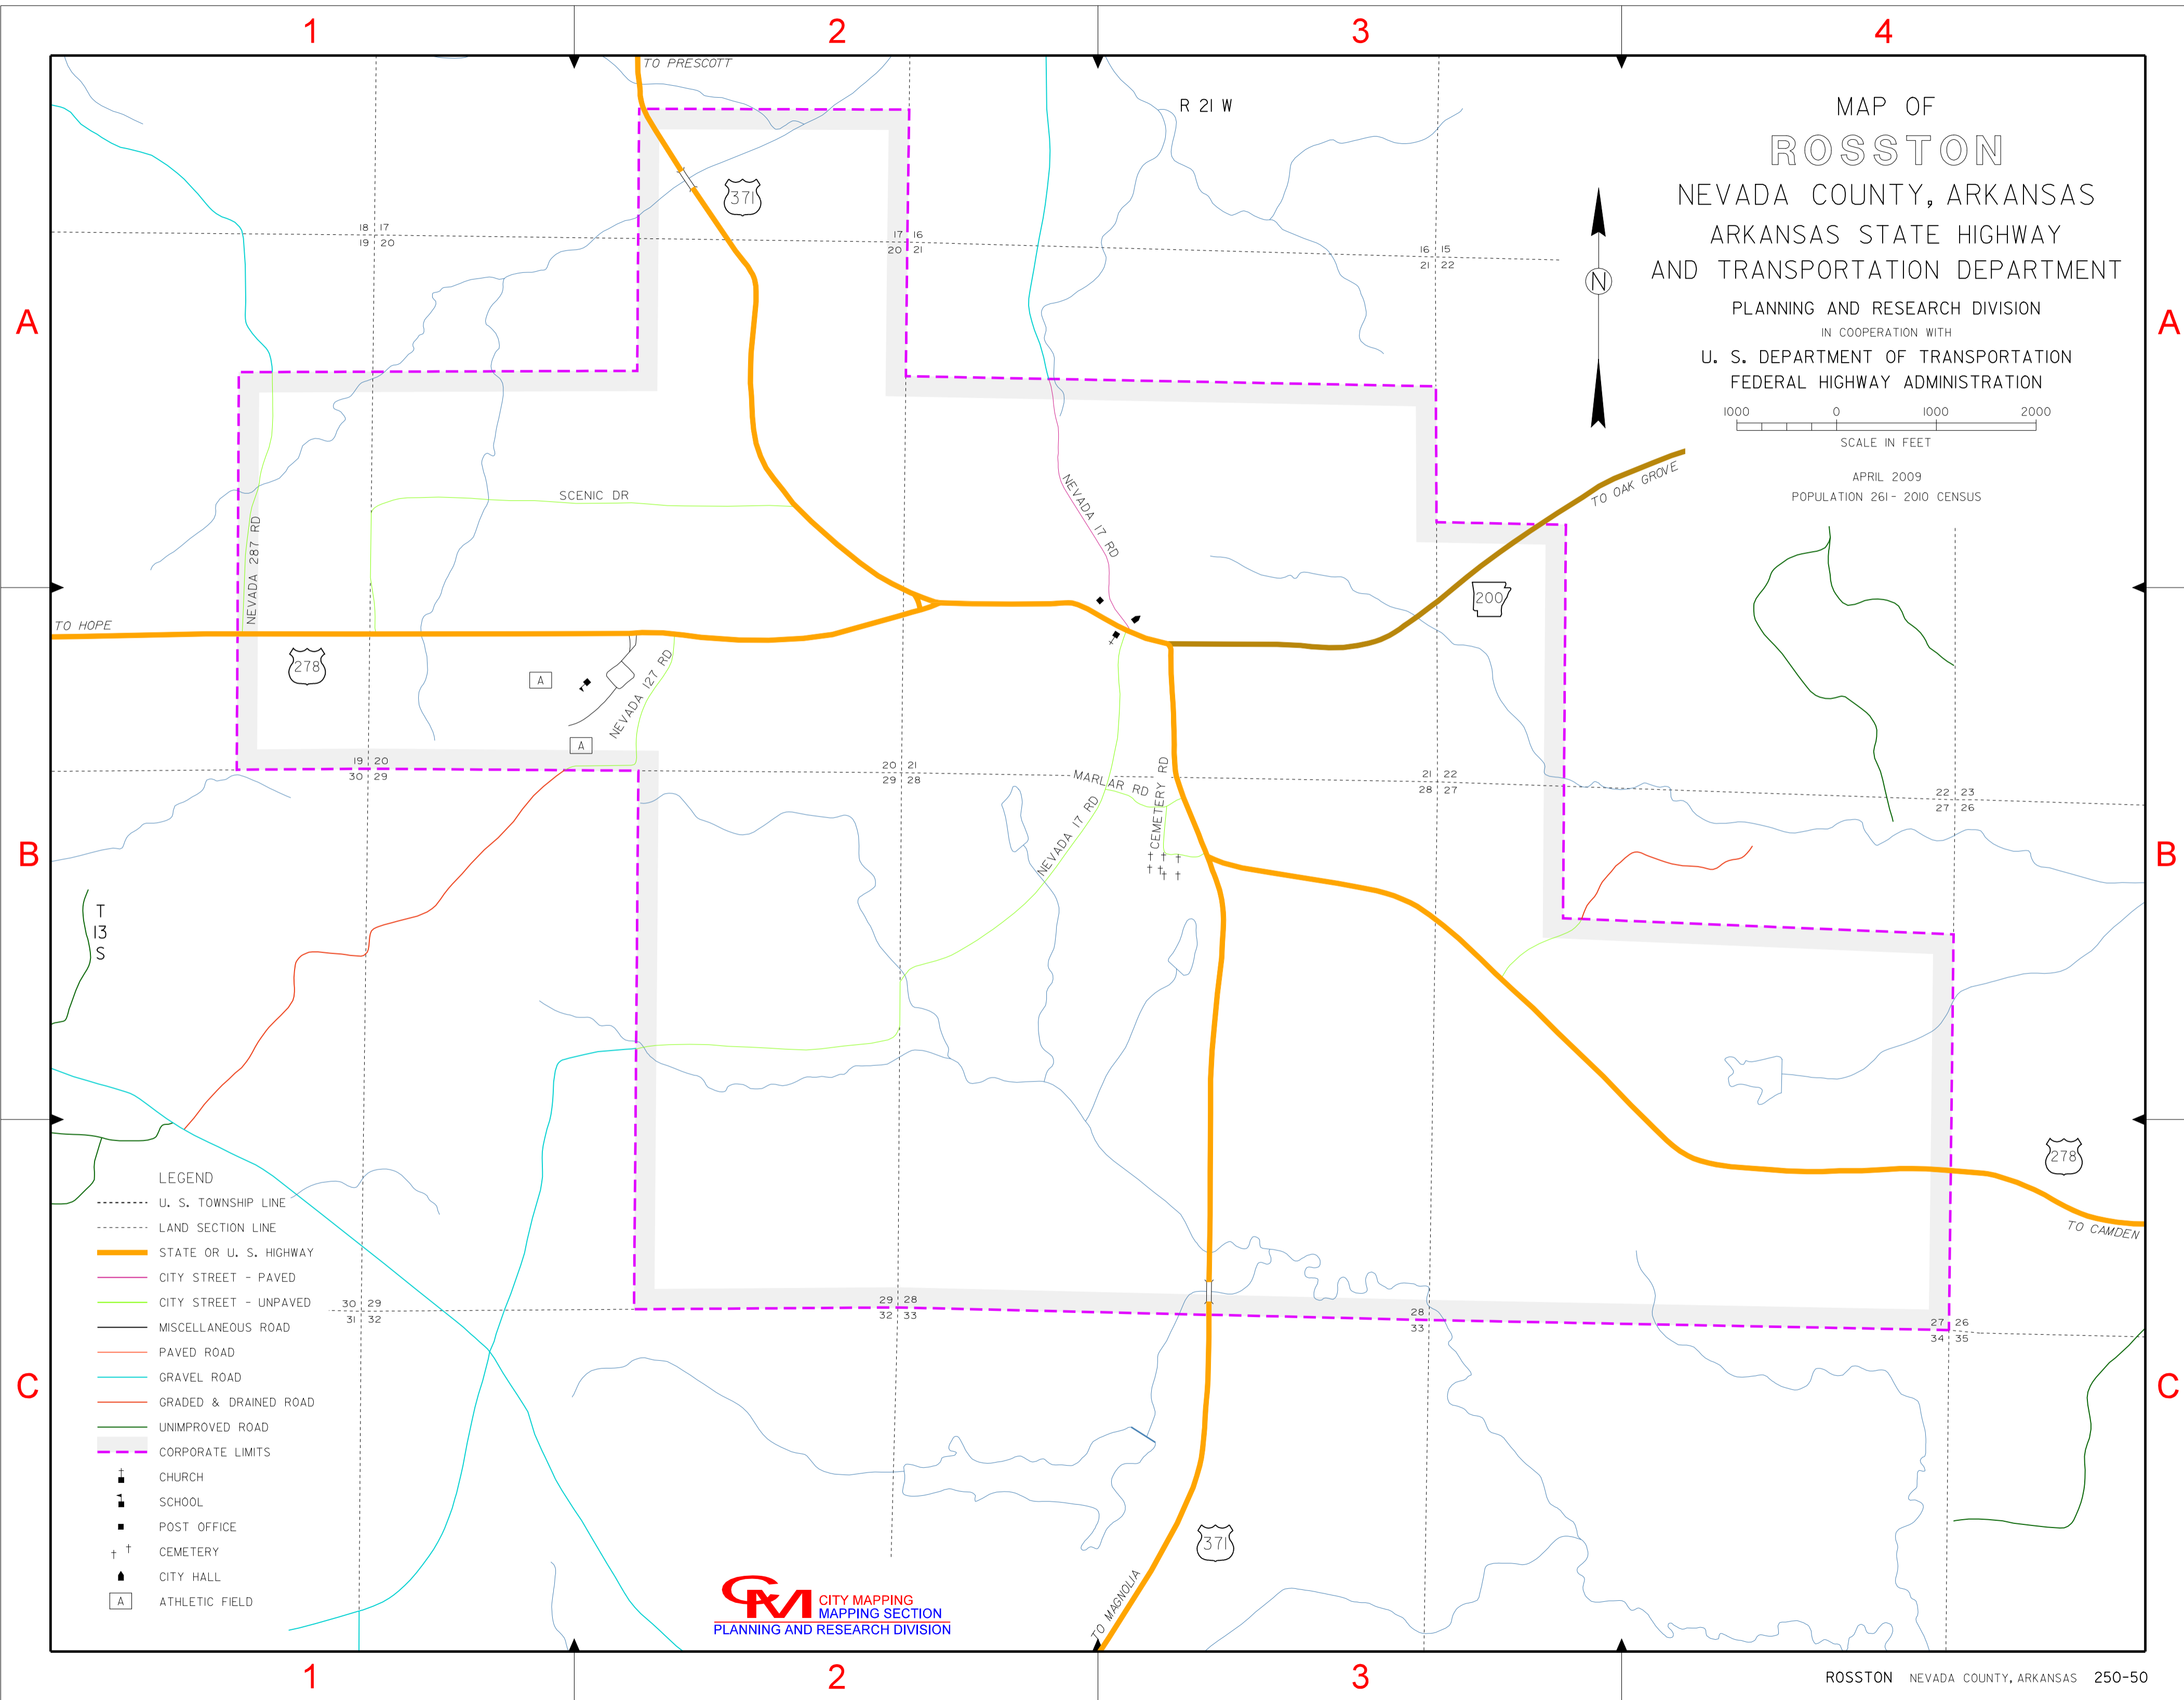 1
2
3
4
TO PRESCOTT
R 21 W
MAP OF
ROSSTON
NEVADA COUNTY, ARKANSAS
ARKANSAS STATE HIGHWAY
AND TRANSPORTATION DEPARTMENT
PLANNING AND RESEARCH DIVISION
IN COOPERATION WITH
U. S. DEPARTMENT OF TRANSPORTATION
FEDERAL HIGHWAY ADMINISTRATION
1000 0 1000 2000
SCALE IN FEET
APRIL 2009
POPULATION 261 - 2010 CENSUS
N
371
18 17
19 20
17 16
20 21
16 15
21 22
A
A
SCENIC DR
NEVADA 287 RD
NEVADA 17 RD
TO OAK GROVE
200
TO HOPE
278
A
NEVADA 127 RD
A
19 20
30 29
20 21
29 28
MARLAR RD
CEMETERY RD
NEVADA 17 RD
21 22
28 27
22 23
27 26
B
B
T
13
S
278
TO CAMDEN
LEGEND
U. S. TOWNSHIP LINE
LAND SECTION LINE
STATE OR U. S. HIGHWAY
CITY STREET - PAVED
CITY STREET - UNPAVED
MISCELLANEOUS ROAD
PAVED ROAD
GRAVEL ROAD
GRADED & DRAINED ROAD
UNIMPROVED ROAD
CORPORATE LIMITS
CHURCH
SCHOOL
POST OFFICE
CEMETERY
CITY HALL
A ATHLETIC FIELD
30 29
31 32
29 28
32 33
28
33
27 26
34 35
C
C
371
TO MAGNOLIA
CM
CITY MAPPING
MAPPING SECTION
PLANNING AND RESEARCH DIVISION
1
2
3
ROSSTON NEVADA COUNTY, ARKANSAS 250-50